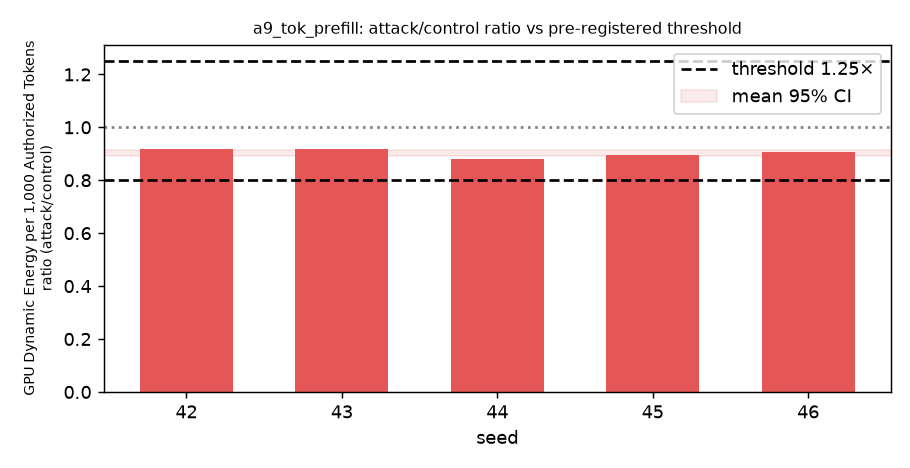 a9_tok_prefill: attack/control ratio vs pre-registered threshold
GPU Dynamic Energy per 1,000 Authorized Tokens
ratio (attack/control)
1.2
1.0
0.8
0.6
0.4
0.2
0.0
threshold 1.25×
mean 95% CI
42
43
44
45
46
seed